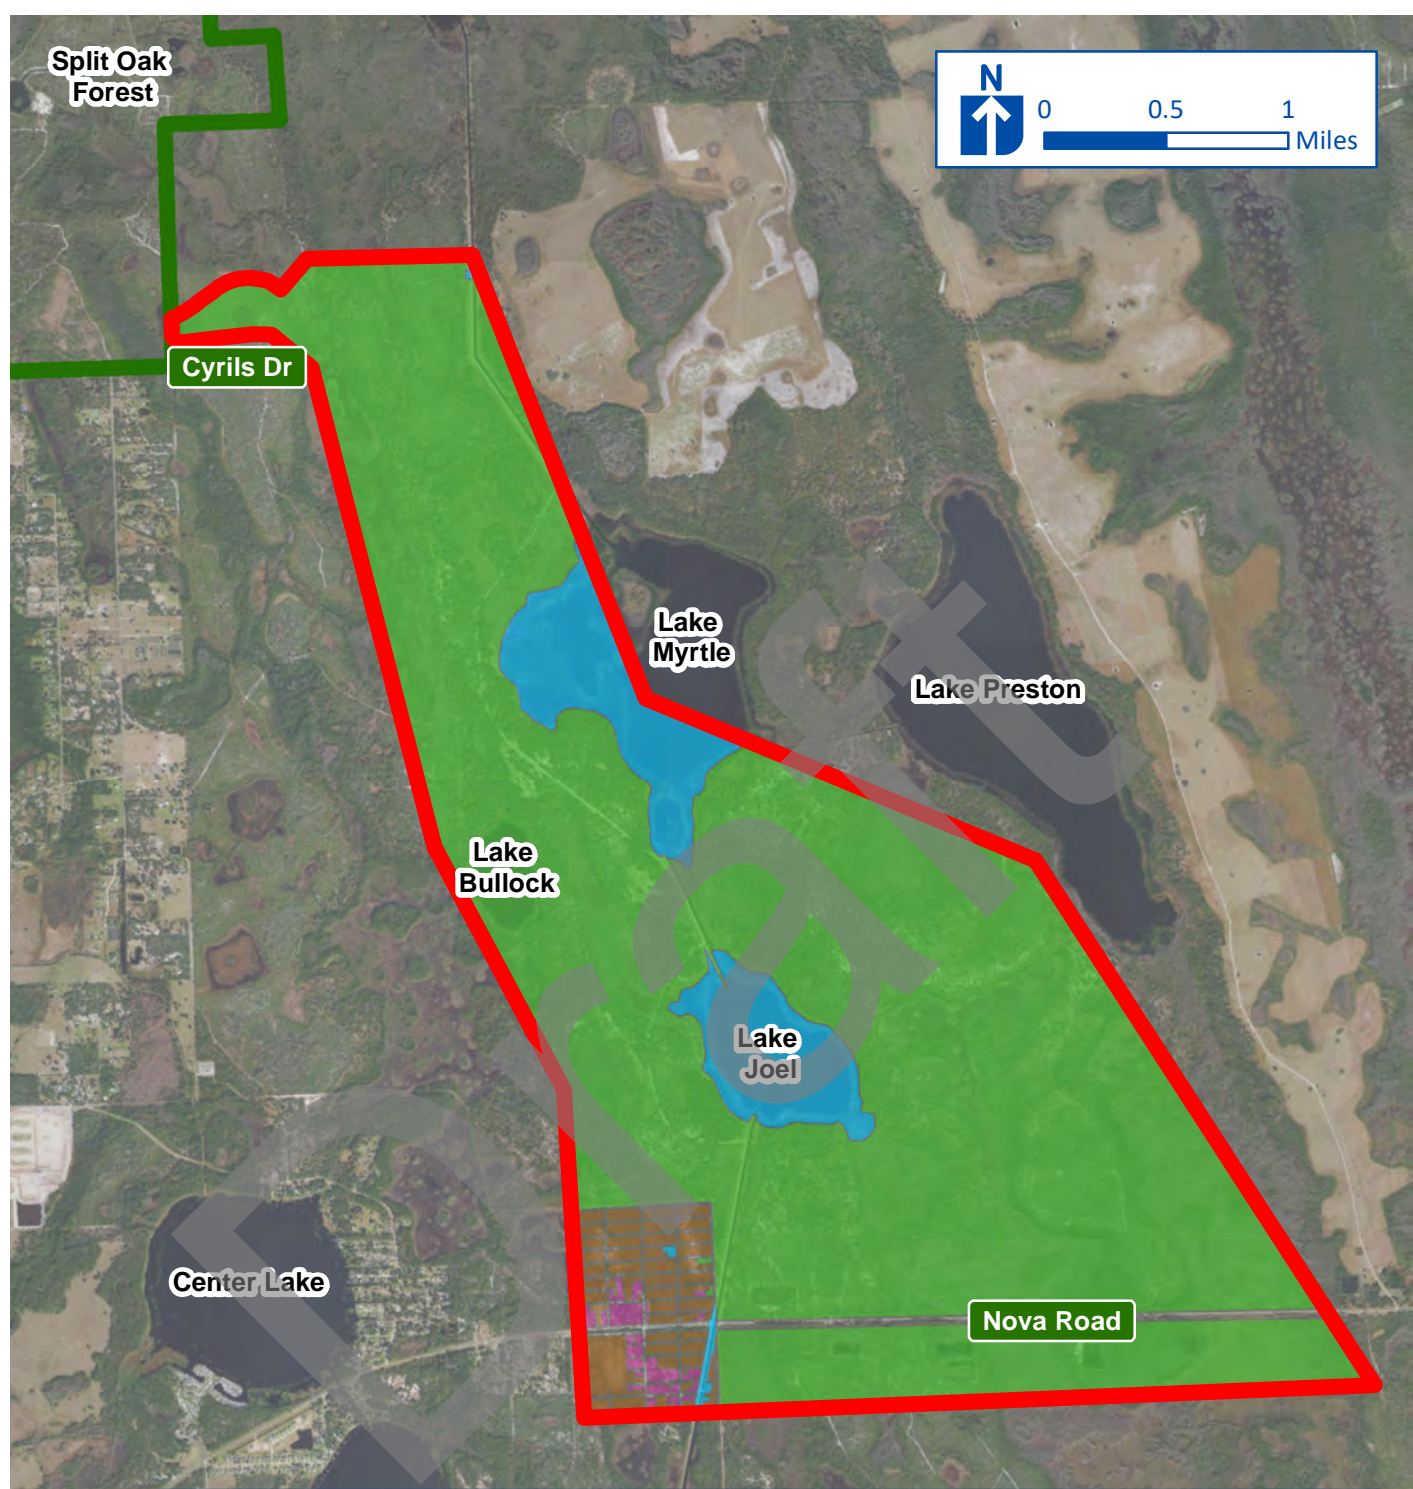 Split Oak
Forest
N
0 0.5 1
Miles
Cyrils Dr
Lake
Myrtle
Lake Preston
Lake
Bullock
Lake
Joel
Center Lake
Nova Road
Draft